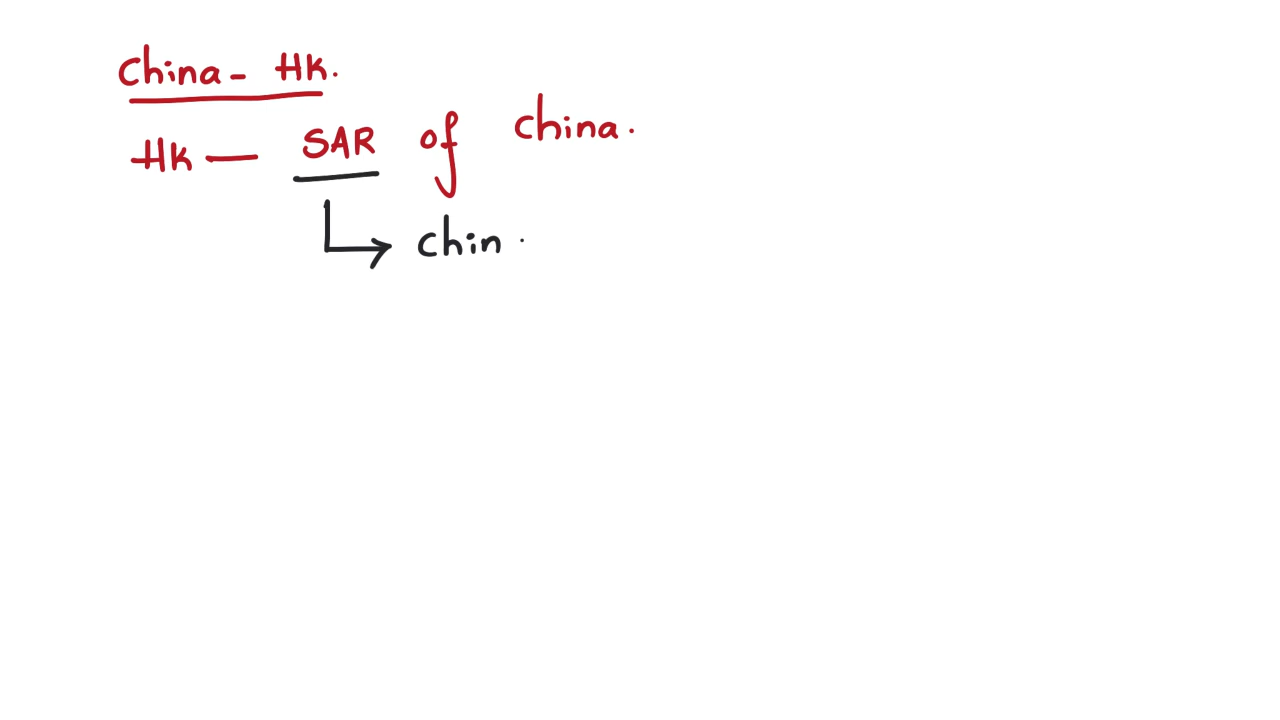 China - Hk.
Hk — SAR of china.
chin